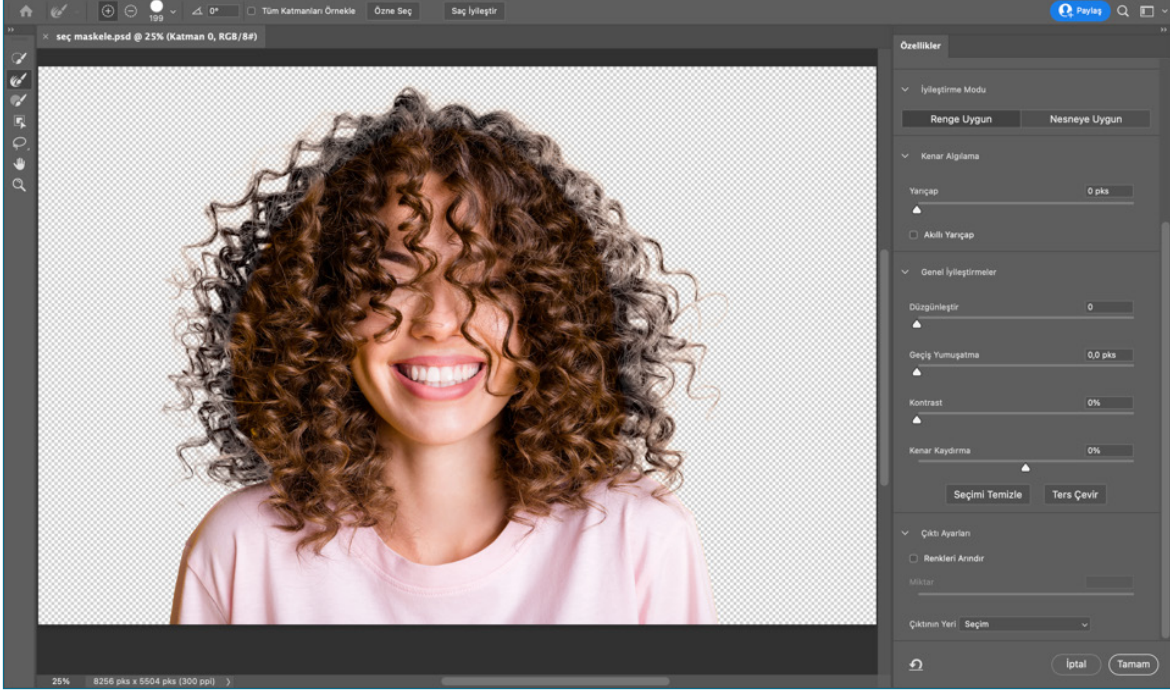 199
0°
Tüm Katmanları Örnekle
Özne Seç
Saç İyileştir
Paylaş
× seç maskele.psd @ 25% (Katman 0, RGB/8#)
Özellikler
İyileştirme Modu
Renge Uygun
Nesneye Uygun
Kenar Algılama
Yarıçap
0 pks
Akıllı Yarıçap
Genel İyileştirmeler
Düzgünleştir
0
Geçiş Yumuşatma
0,0 pks
Kontrast
0%
Kenar Kaydırma
0%
Seçimi Temizle
Ters Çevir
Çıktı Ayarları
Renkleri Arındır
Miktar
Çıktının Yeri
Seçim
İptal
Tamam
25%
8256 pks x 5504 pks (300 ppi)